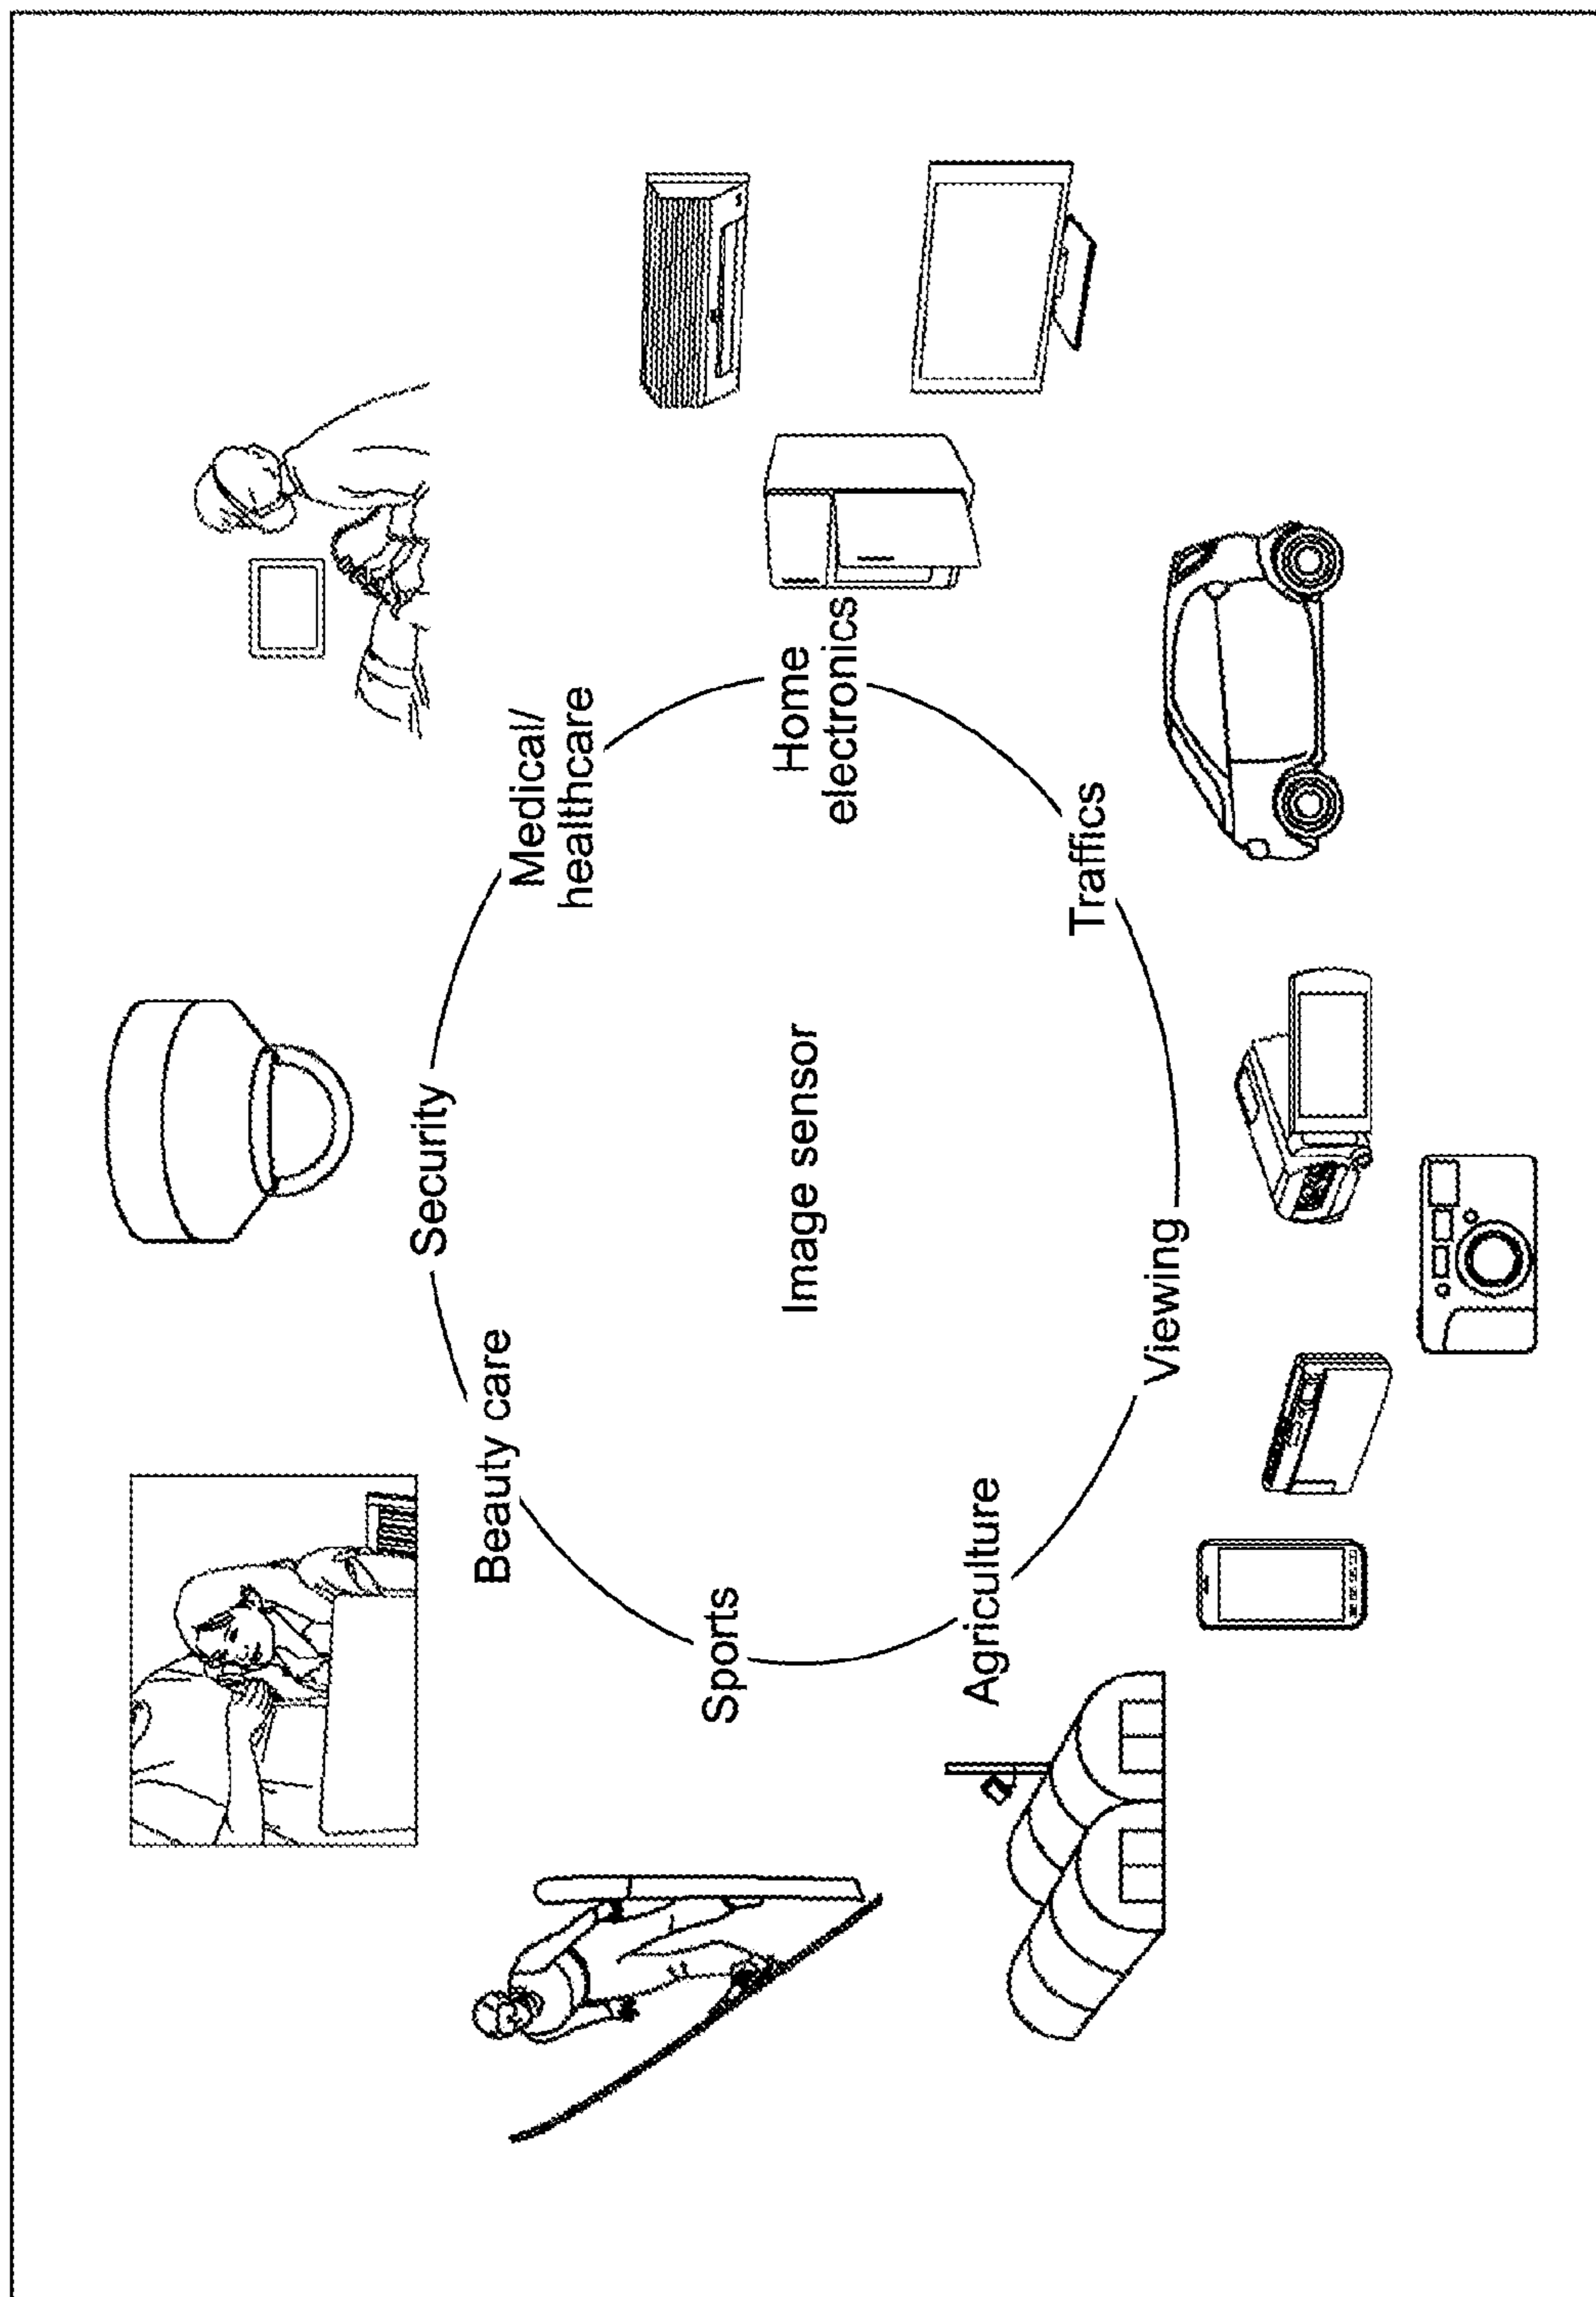 Security
Medical/
healthcare
Home
electronics
Traffics
Viewing
Agriculture
Sports
Beauty care
Image sensor